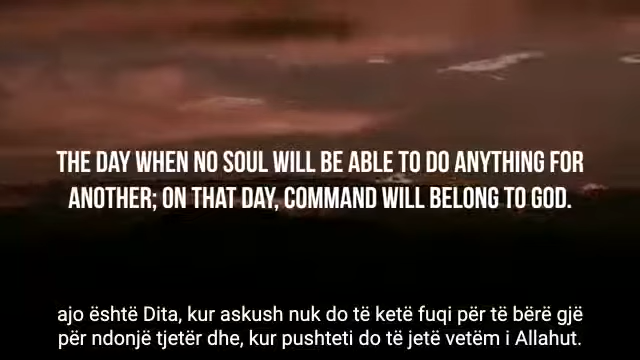 THE DAY WHEN NO SOUL WILL BE ABLE TO DO ANYTHING FOR
ANOTHER; ON THAT DAY, COMMAND WILL BELONG TO GOD.
ajo është Dita, kur askush nuk do të ketë fuqi për të bërë gjë
për ndonjë tjetër dhe, kur pushteti do të jetë vetëm i Allahut.